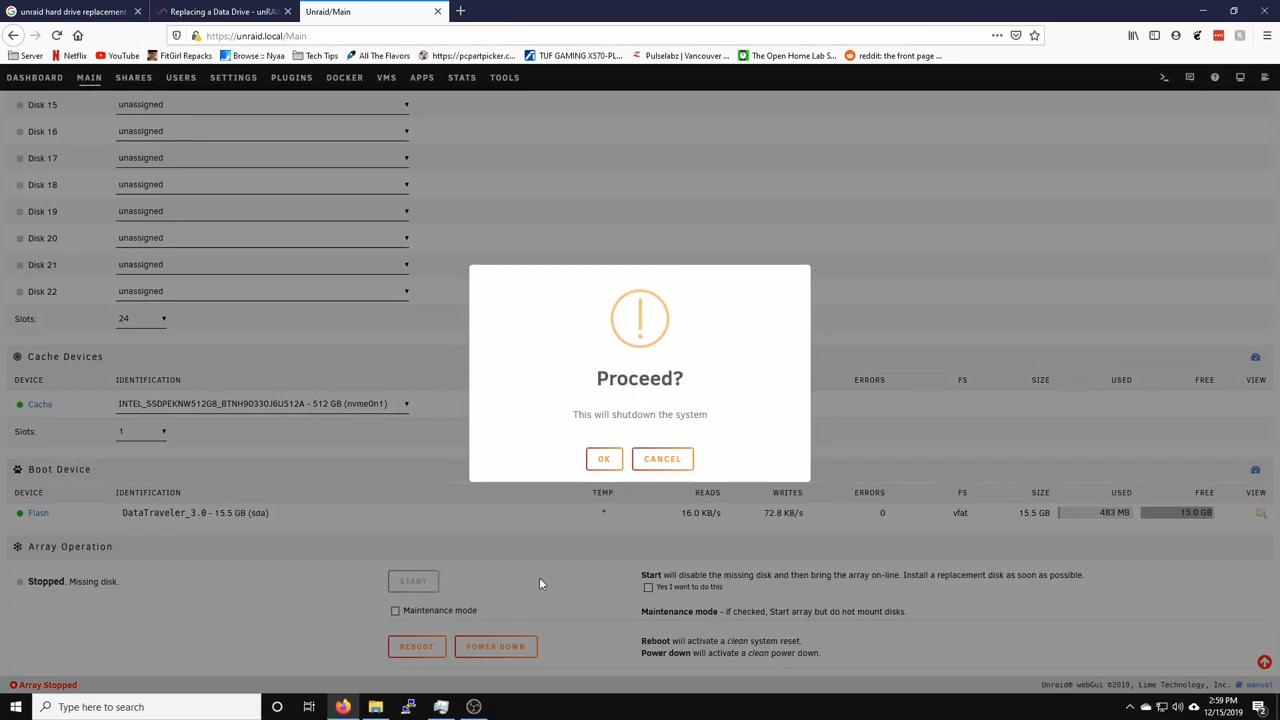 unraid hard drive replacement
Replacing a Data Drive - unRA
Unraid/Main
https://unraid.local/Main
Server
Netflix
YouTube
FitGirl Repacks
Browse :: Nyaa
Tech Tips
All The Flavors
https://pcpartpicker.c...
TUF GAMING X570-PL...
Pulselabz | Vancouver ...
The Open Home Lab S...
reddit: the front page ...
DASHBOARD MAIN SHARES USERS SETTINGS PLUGINS DOCKER VMS APPS STATS TOOLS
Disk 15 unassigned
Disk 16 unassigned
Disk 17 unassigned
Disk 18 unassigned
Disk 19 unassigned
Disk 20 unassigned
Disk 21 unassigned
Disk 22 unassigned
Slots: 24
Proceed?
This will shutdown the system
OK CANCEL
Cache Devices
DEVICE IDENTIFICATION ERRORS FS SIZE USED FREE VIEW
Cache INTEL_SSDPEKNW512G8_BTNH90330J6U512A - 512 GB (nvme0n1)
Slots: 1
Boot Device
DEVICE IDENTIFICATION TEMP. READS WRITES ERRORS FS SIZE USED FREE VIEW
Flash DataTraveler_3.0 - 15.5 GB (sda) * 16.0 KB/s 72.8 KB/s 0 vfat 15.5 GB 483 MB 15.0 GB
Array Operation
Stopped. Missing disk. START Start will disable the missing disk and then bring the array on-line. Install a replacement disk as soon as possible.
Yes I want to do this
Maintenance mode Maintenance mode - if checked, Start array but do not mount disks.
REBOOT POWER DOWN Reboot will activate a clean system reset.
Power down will activate a clean power down.
Array Stopped Unraid® webGui ©2019, Lime Technology, Inc. manual
Type here to search
2:59 PM
12/15/2019
2